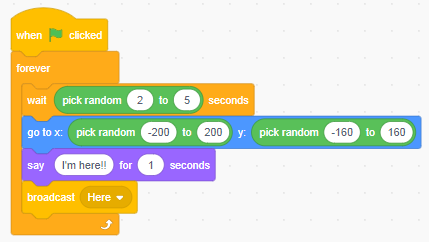 when clicked
forever
wait pick random 2 to 5 seconds
go to x: pick random -200 to 200 y: pick random -160 to 160
say I'm here!! for 1 seconds
broadcast Here